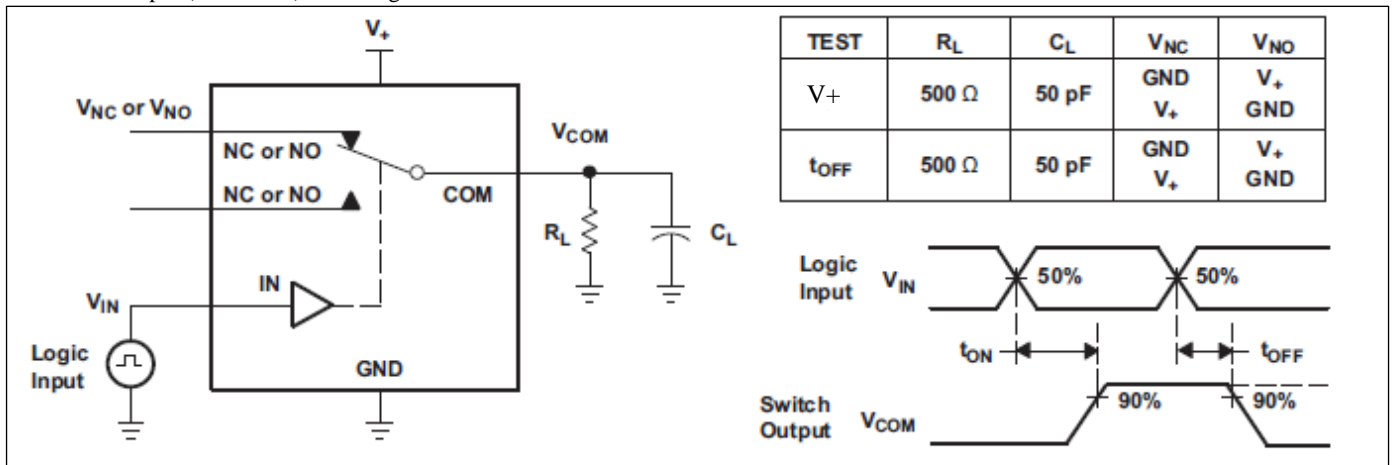 V+
VNC or VNO
NC or NO
VCOM
NC or NO
COM
RL
CL
IN
VIN
Logic
Input
GND
TEST RL CL VNC VNO
V+ 500 Ω 50 pF GND V+
V+ GND
tOFF 500 Ω 50 pF GND V+
V+ GND
Logic
Input
VIN
50% 50%
tON tOFF
Switch
Output
VCOM
90% 90%